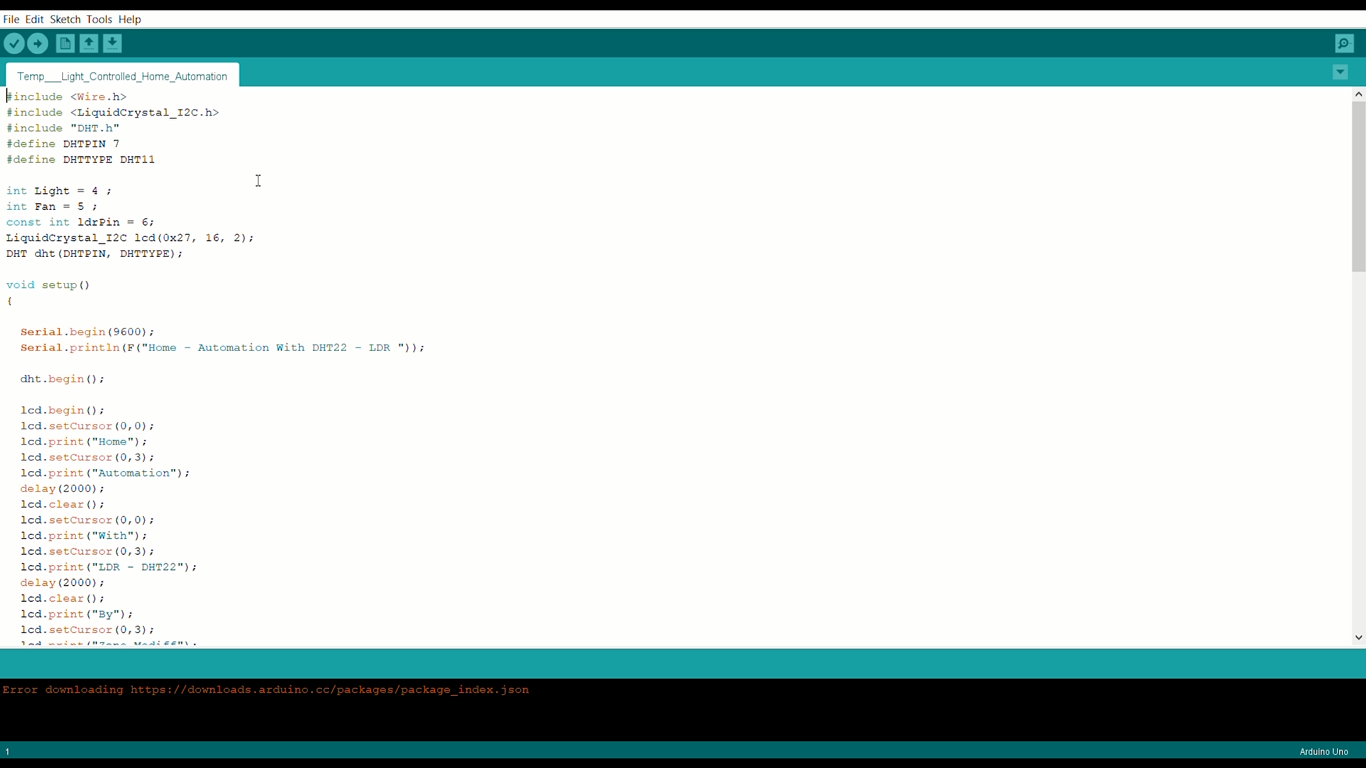 File Edit Sketch Tools Help
Temp___Light_Controlled_Home_Automation
#include <Wire.h>
#include <LiquidCrystal_I2C.h>
#include "DHT.h"
#define DHTPIN 7
#define DHTTYPE DHT11
int Light = 4 ;
int Fan = 5 ;
const int ldrPin = 6;
LiquidCrystal_I2C lcd(0x27, 16, 2);
DHT dht(DHTPIN, DHTTYPE);
void setup()
{
Serial.begin(9600);
Serial.println(F("Home - Automation With DHT22 - LDR "));
dht.begin();
lcd.begin();
lcd.setCursor(0,0);
lcd.print("Home");
lcd.setCursor(0,3);
lcd.print("Automation");
delay(2000);
lcd.clear();
lcd.setCursor(0,0);
lcd.print("With");
lcd.setCursor(0,3);
lcd.print("LDR - DHT22");
delay(2000);
lcd.clear();
lcd.print("By");
lcd.setCursor(0,3);
Error downloading https://downloads.arduino.cc/packages/package_index.json
1
Arduino Uno